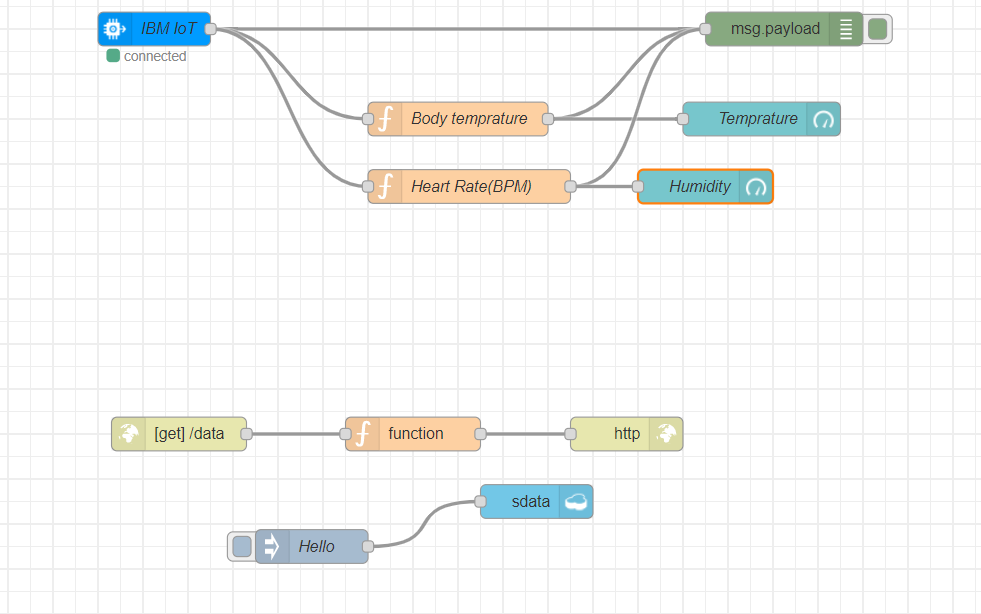 IBM IoT
msg.payload
connected
Body temprature
Temprature
Heart Rate(BPM)
Humidity
[get] /data
function
http
sdata
Hello